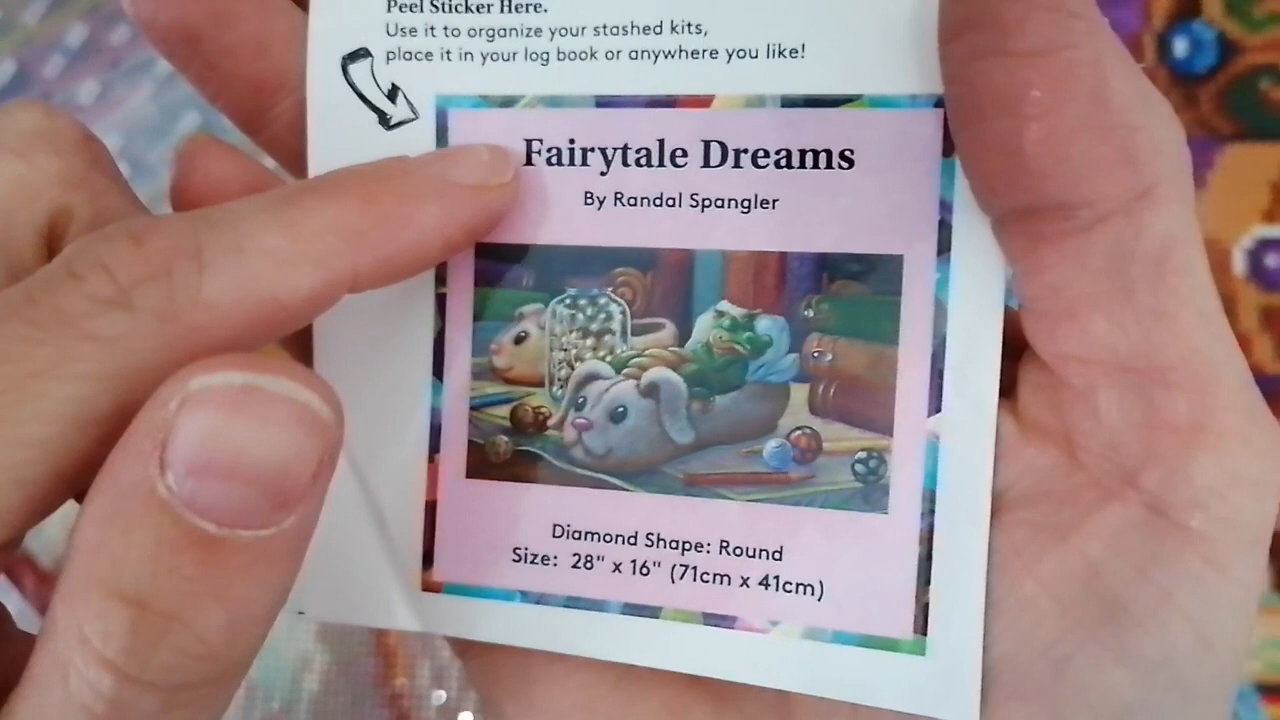 Peel Sticker Here.
Use it to organize your stashed kits,
place it in your log book or anywhere you like!
Fairytale Dreams
By Randal Spangler
Diamond Shape: Round
Size: 28" x 16" (71cm x 41cm)